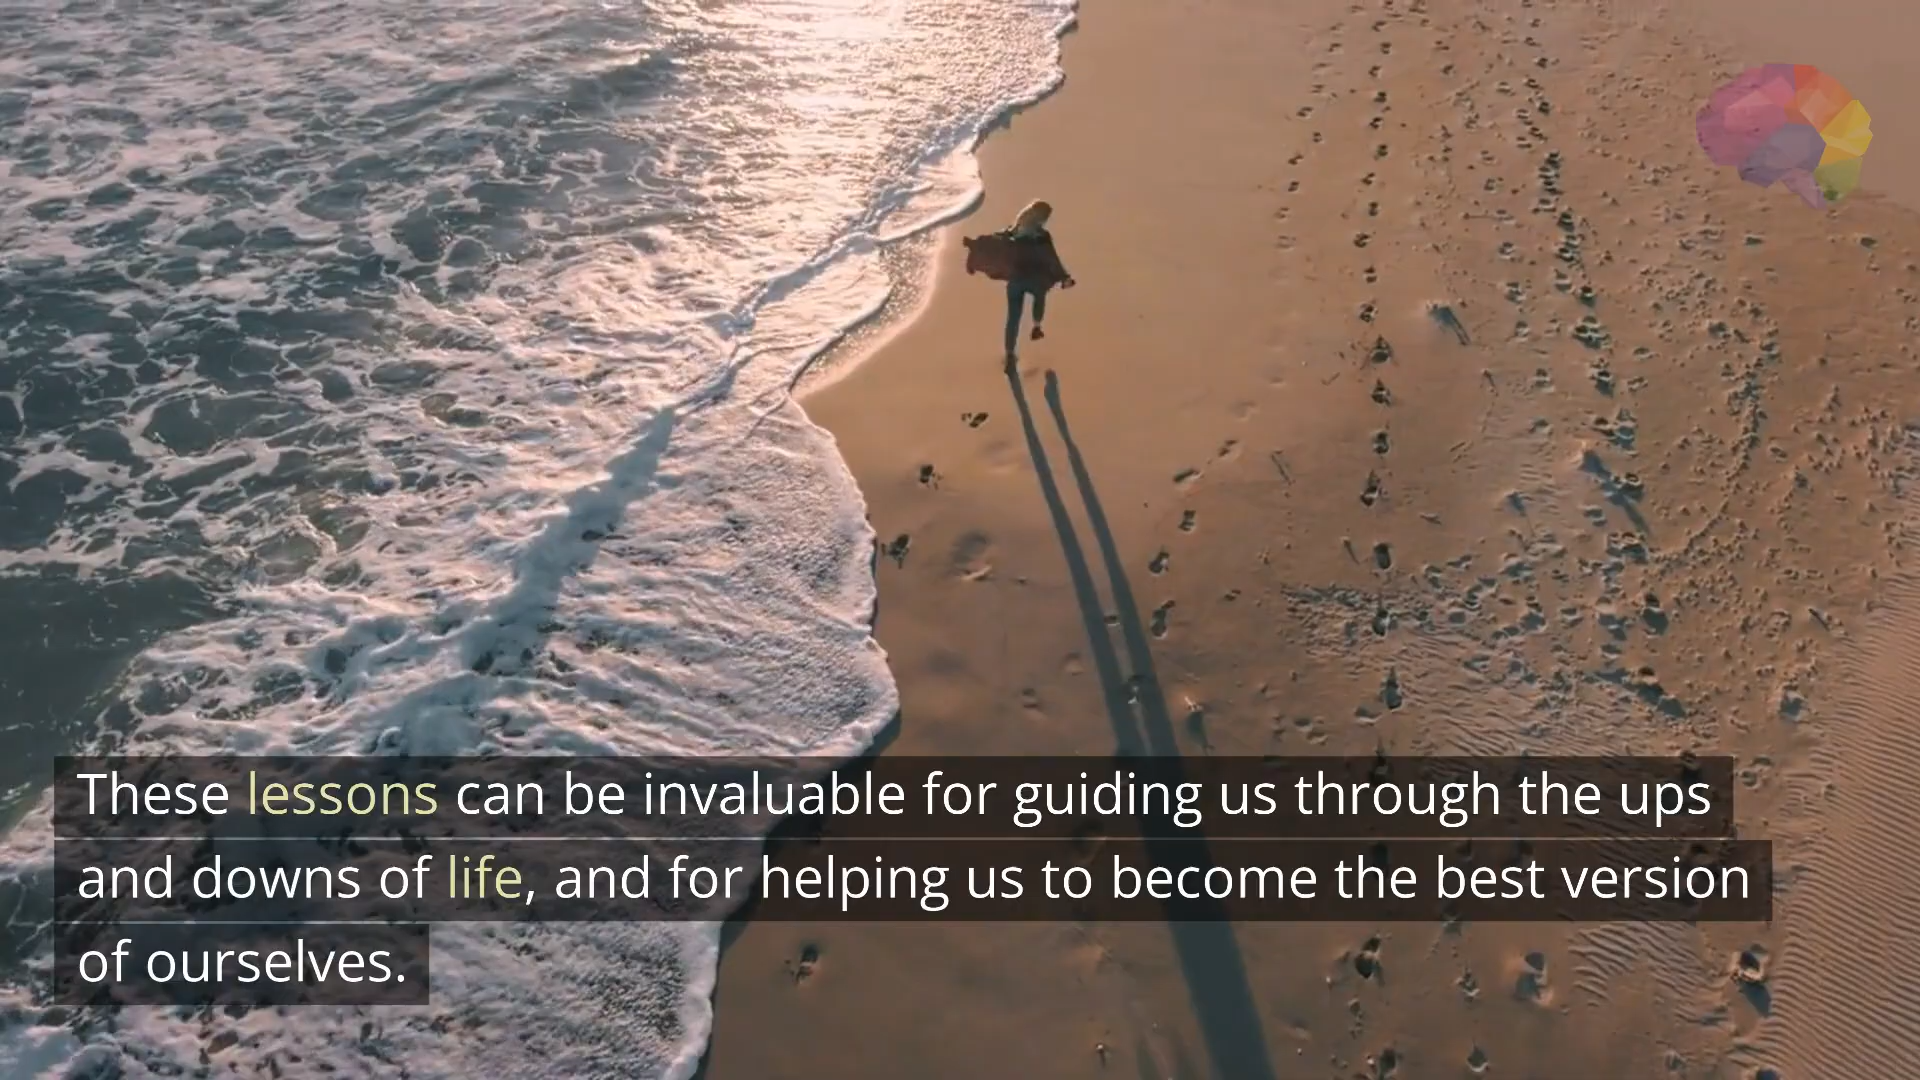 These lessons can be invaluable for guiding us through the ups
and downs of life, and for helping us to become the best version
of ourselves.